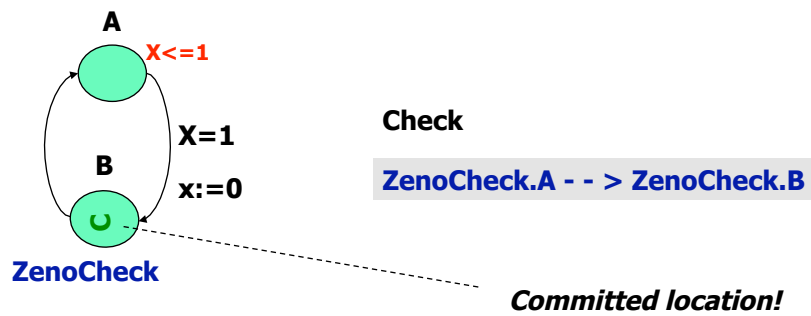 A
X<=1
X=1
B
x:=0
C
ZenoCheck
Check
ZenoCheck.A - - > ZenoCheck.B
Committed location!